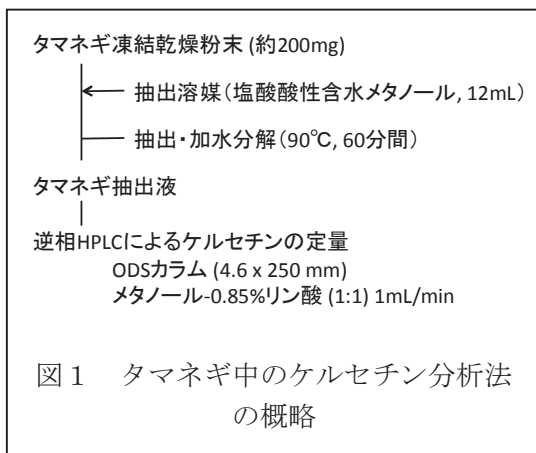 タマネギ凍結乾燥粉末 (約200mg)
抽出溶媒(塩酸酸性含水メタノール, 12mL)
抽出・加水分解(90℃, 60分間)
タマネギ抽出液
逆相HPLCによるケルセチンの定量
ODSカラム (4.6 x 250 mm)
メタノール-0.85%リン酸 (1:1) 1mL/min
図1 タマネギ中のケルセチン分析法
の概略